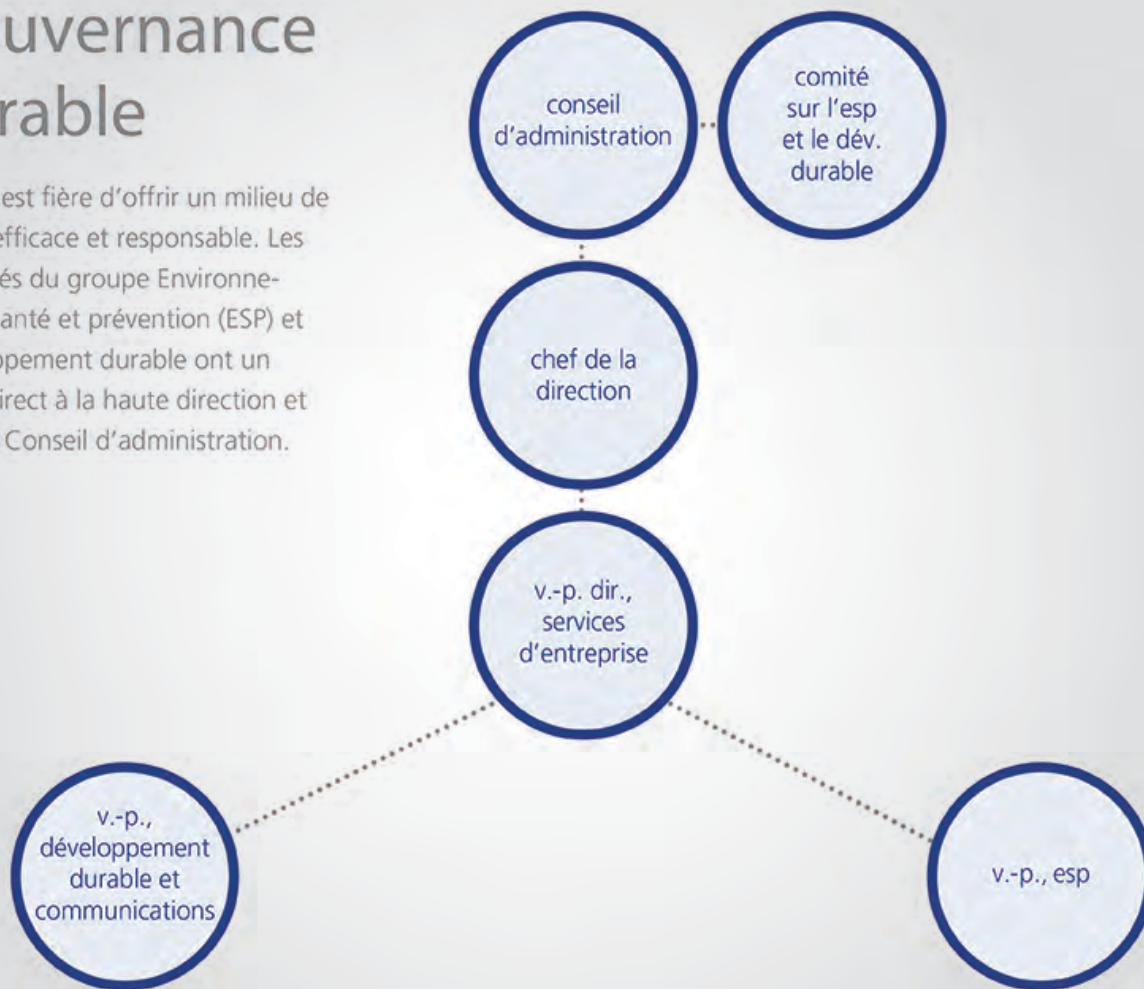 uvernance
rable
est fière d'offrir un milieu de
efficace et responsable. Les
és du groupe Environne-
anté et prévention (ESP) et
ppement durable ont un
irect à la haute direction et
Conseil d'administration.
conseil
d'administration
comité
sur l'esp
et le dév.
durable
chef de la
direction
v.-p. dir.,
services
d'entreprise
v.-p.,
développement
durable et
communications
v.-p., esp